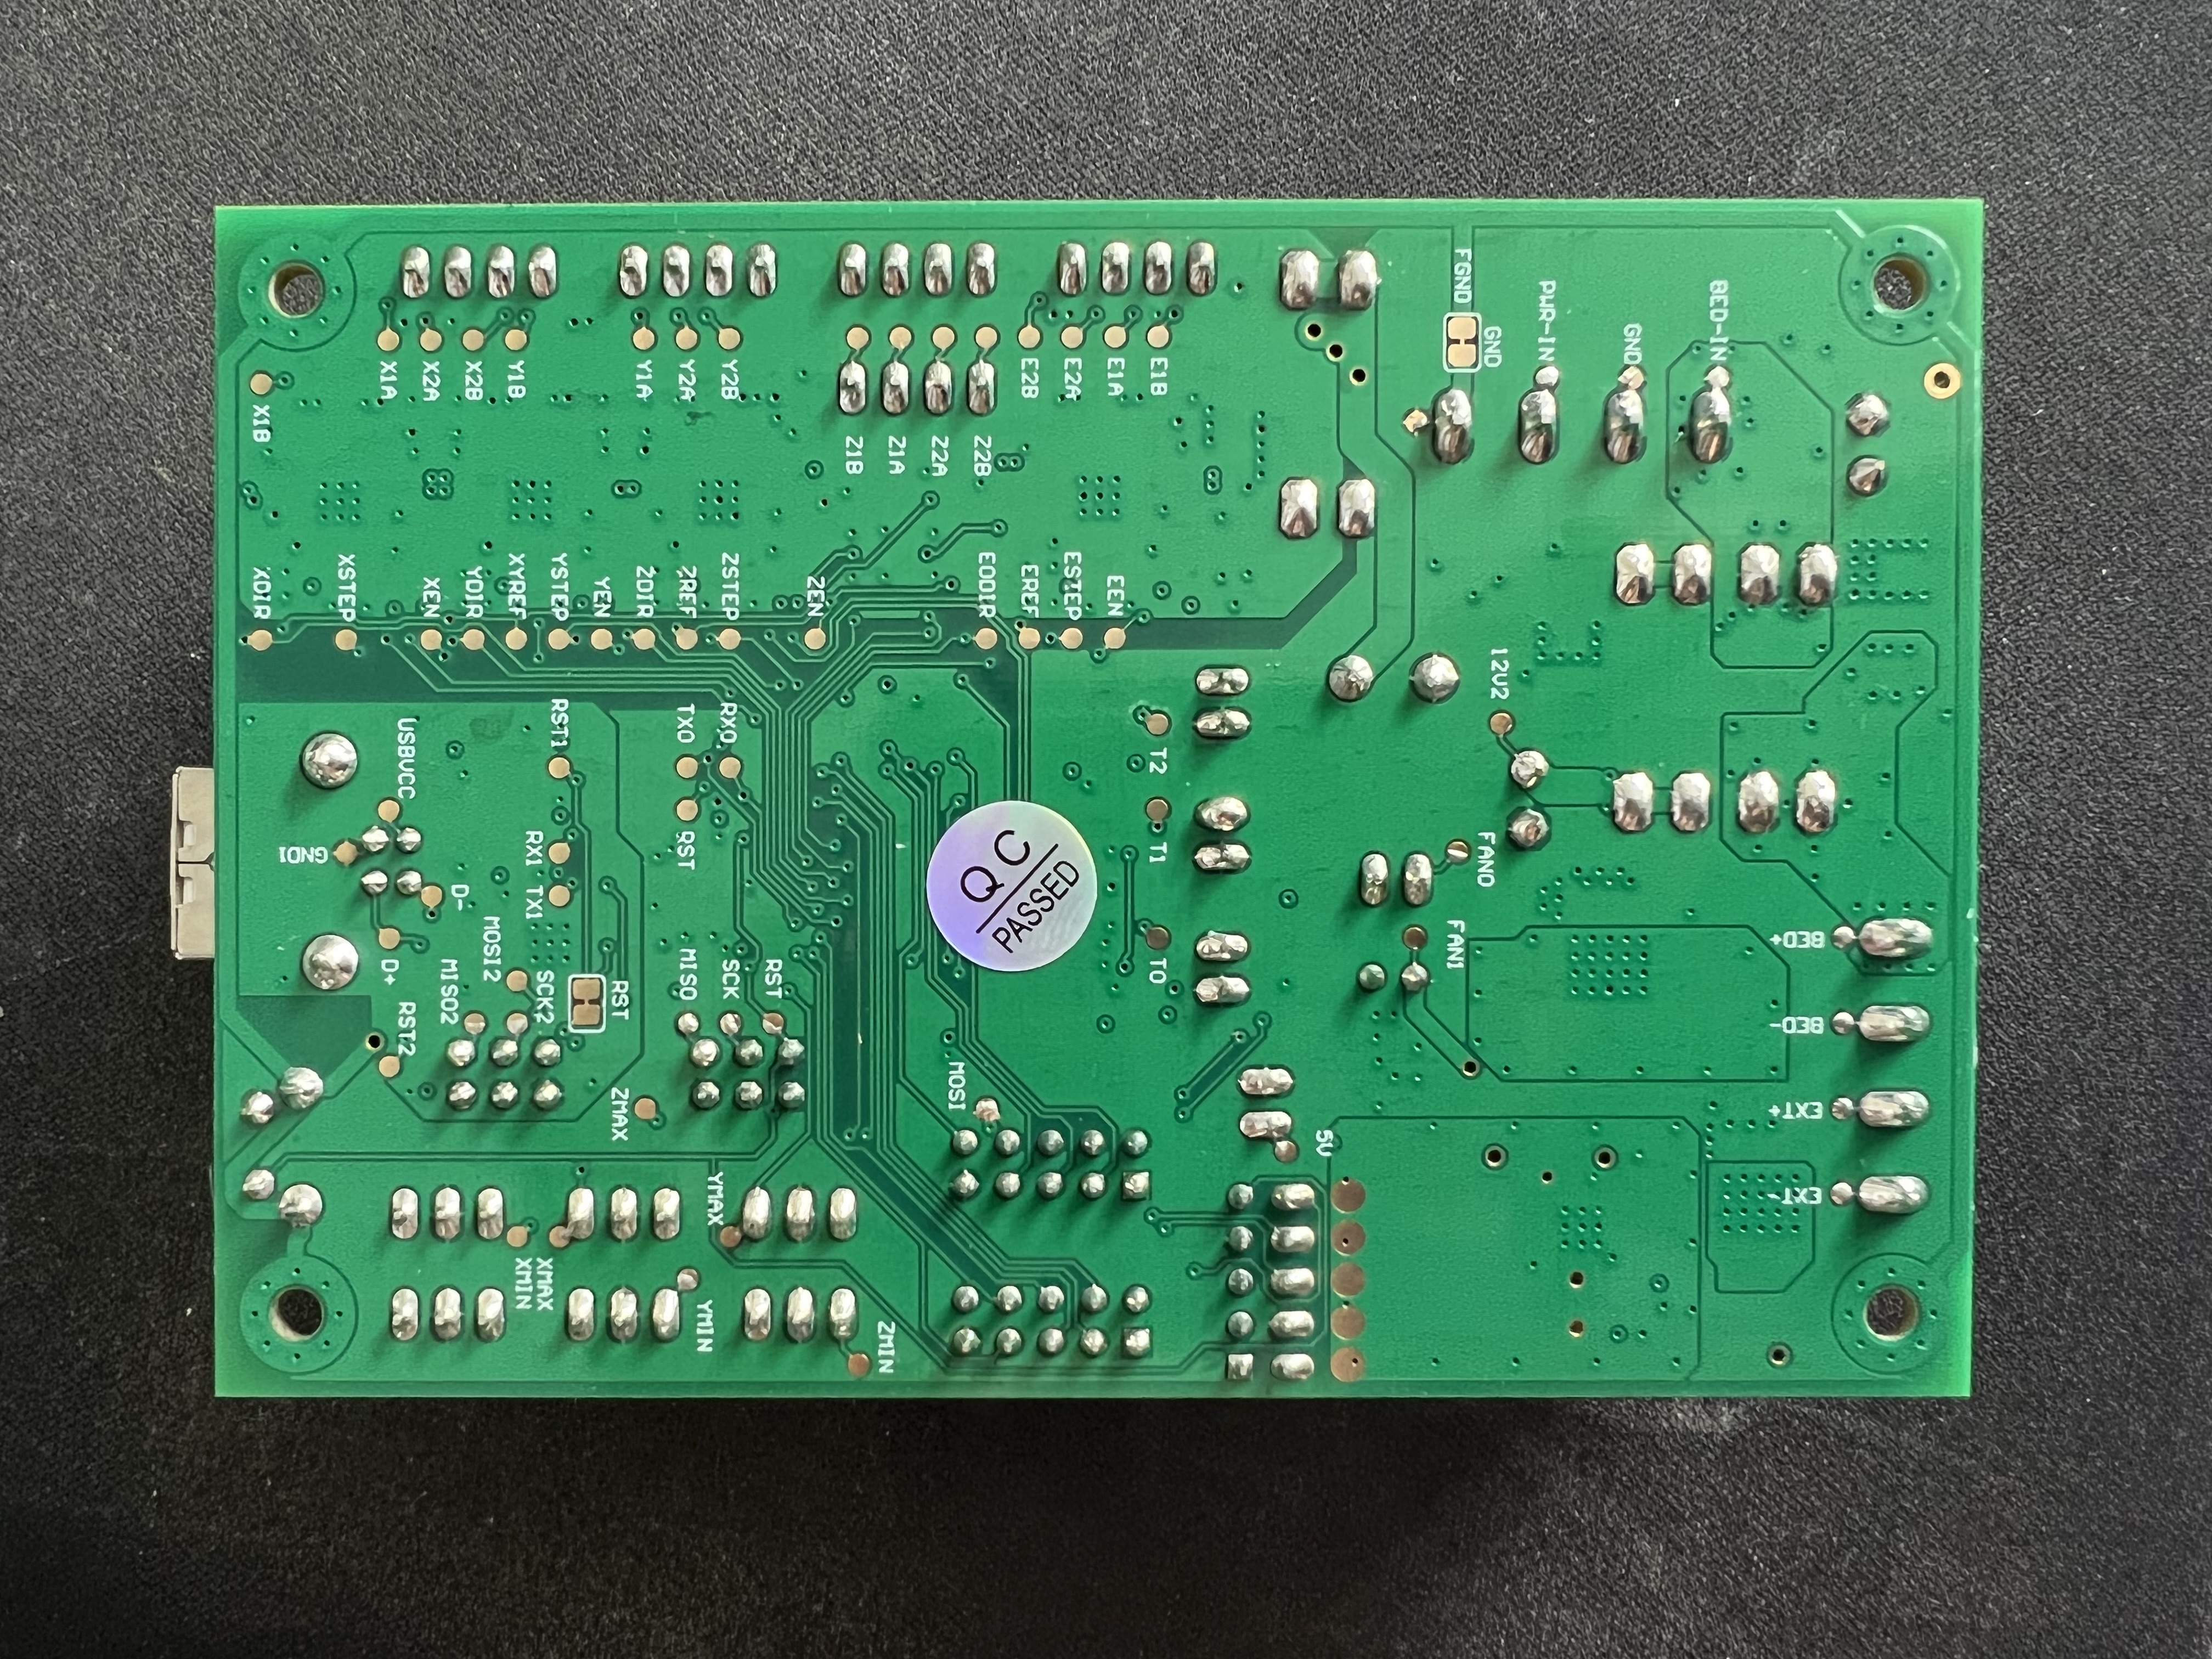 XDIR
X1B
GND1
XSTEP
X1A
RST2
D+
USBVCC
XEN
X2A
MISO2
D-
YDIR
X2B
MOSI2
XMIN
XYREF
Y1B
XMAX
SCK2
TX1
RX1
RST1
YSTEP
YEN
ZMAX
RST
ZDIR
Y1A
MISO
RST
TX0
ZREF
Y2A
YMIN
YMAX
SCK
RX0
ZSTEP
Y2B
RST
ZEN
Z1B
ZMIN
Z1A
Z2A
MOSI
QC
PASSED
EODIR
Z2B
EREF
E2B
ESTEP
E2A
EEN
E1A
T0
T1
T2
E1B
5V
FAN1
FAN0
FGND
GND
12V2
PWR-IN
GND
BED-IN
EXT-
EXT+
BED-
BED+